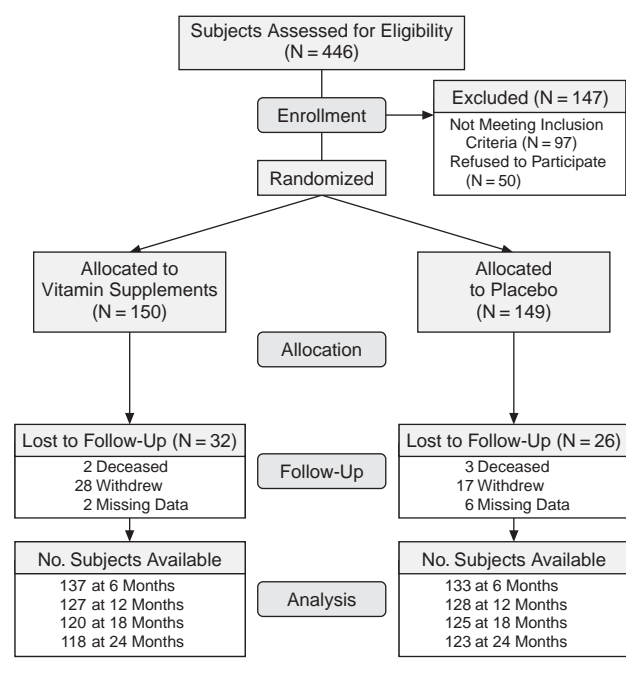 Subjects Assessed for Eligibility
(N = 446)
Enrollment
Excluded (N = 147)
Not Meeting Inclusion
Criteria (N = 97)
Refused to Participate
(N = 50)
Randomized
Allocated to
Vitamin Supplements
(N = 150)
Allocated
to Placebo
(N = 149)
Allocation
Lost to Follow-Up (N = 32)
2 Deceased
28 Withdrew
2 Missing Data
Follow-Up
Lost to Follow-Up (N = 26)
3 Deceased
17 Withdrew
6 Missing Data
No. Subjects Available
137 at 6 Months
127 at 12 Months
120 at 18 Months
118 at 24 Months
Analysis
No. Subjects Available
133 at 6 Months
128 at 12 Months
125 at 18 Months
123 at 24 Months